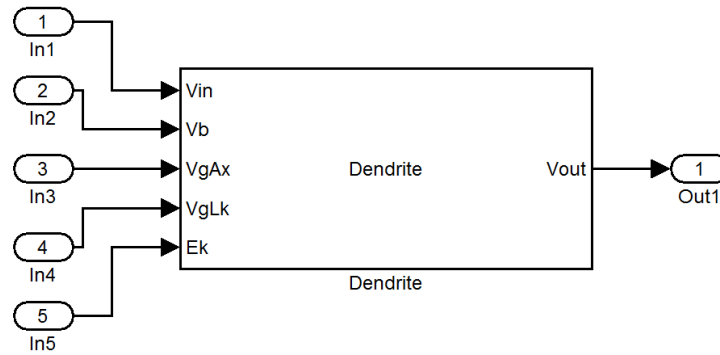 1
In1
2
In2
3
In3
4
In4
5
In5
Vin
Vb
VgAx
VgLk
Ek
Dendrite
Vout
Dendrite
1
Out1